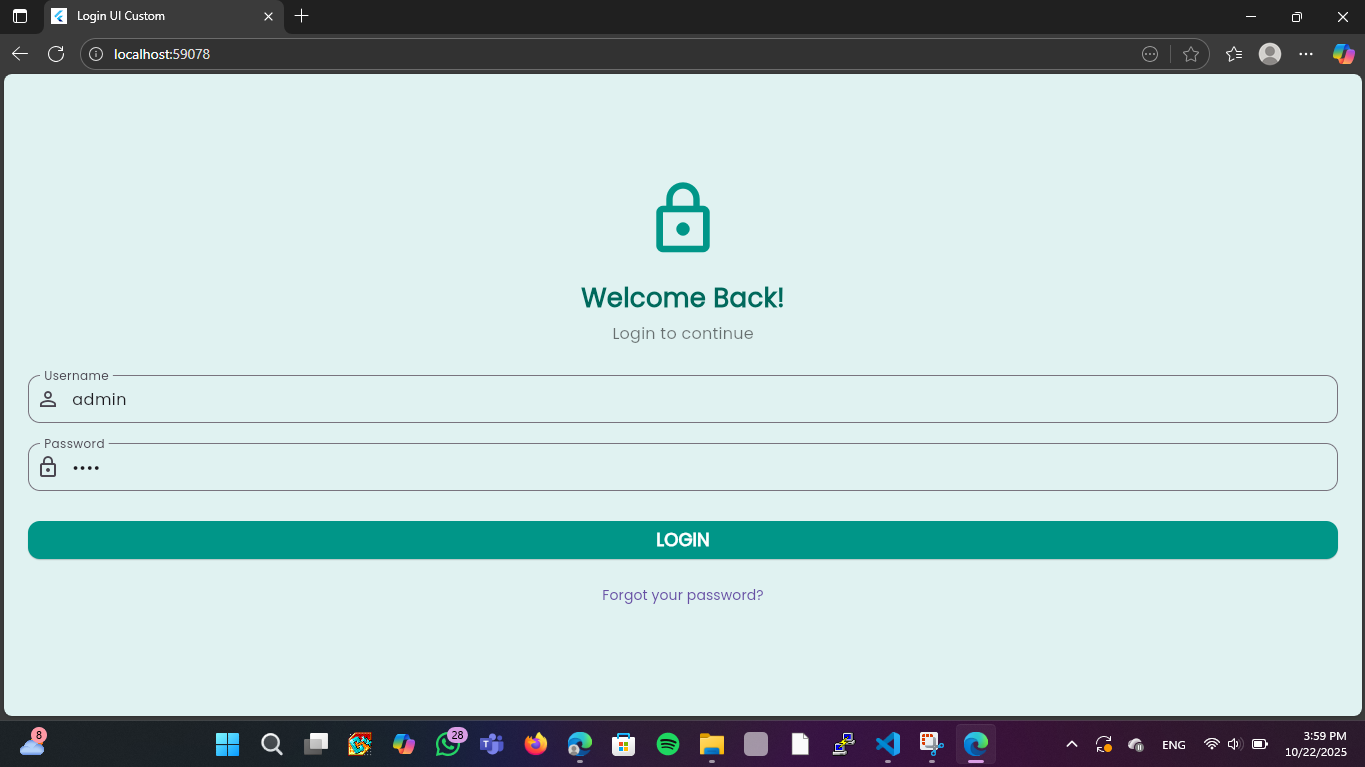 Login UI Custom
localhost:59078
Welcome Back!
Login to continue
Username
admin
Password
••••
LOGIN
Forgot your password?
8
28
ENG
3:59 PM
10/22/2025